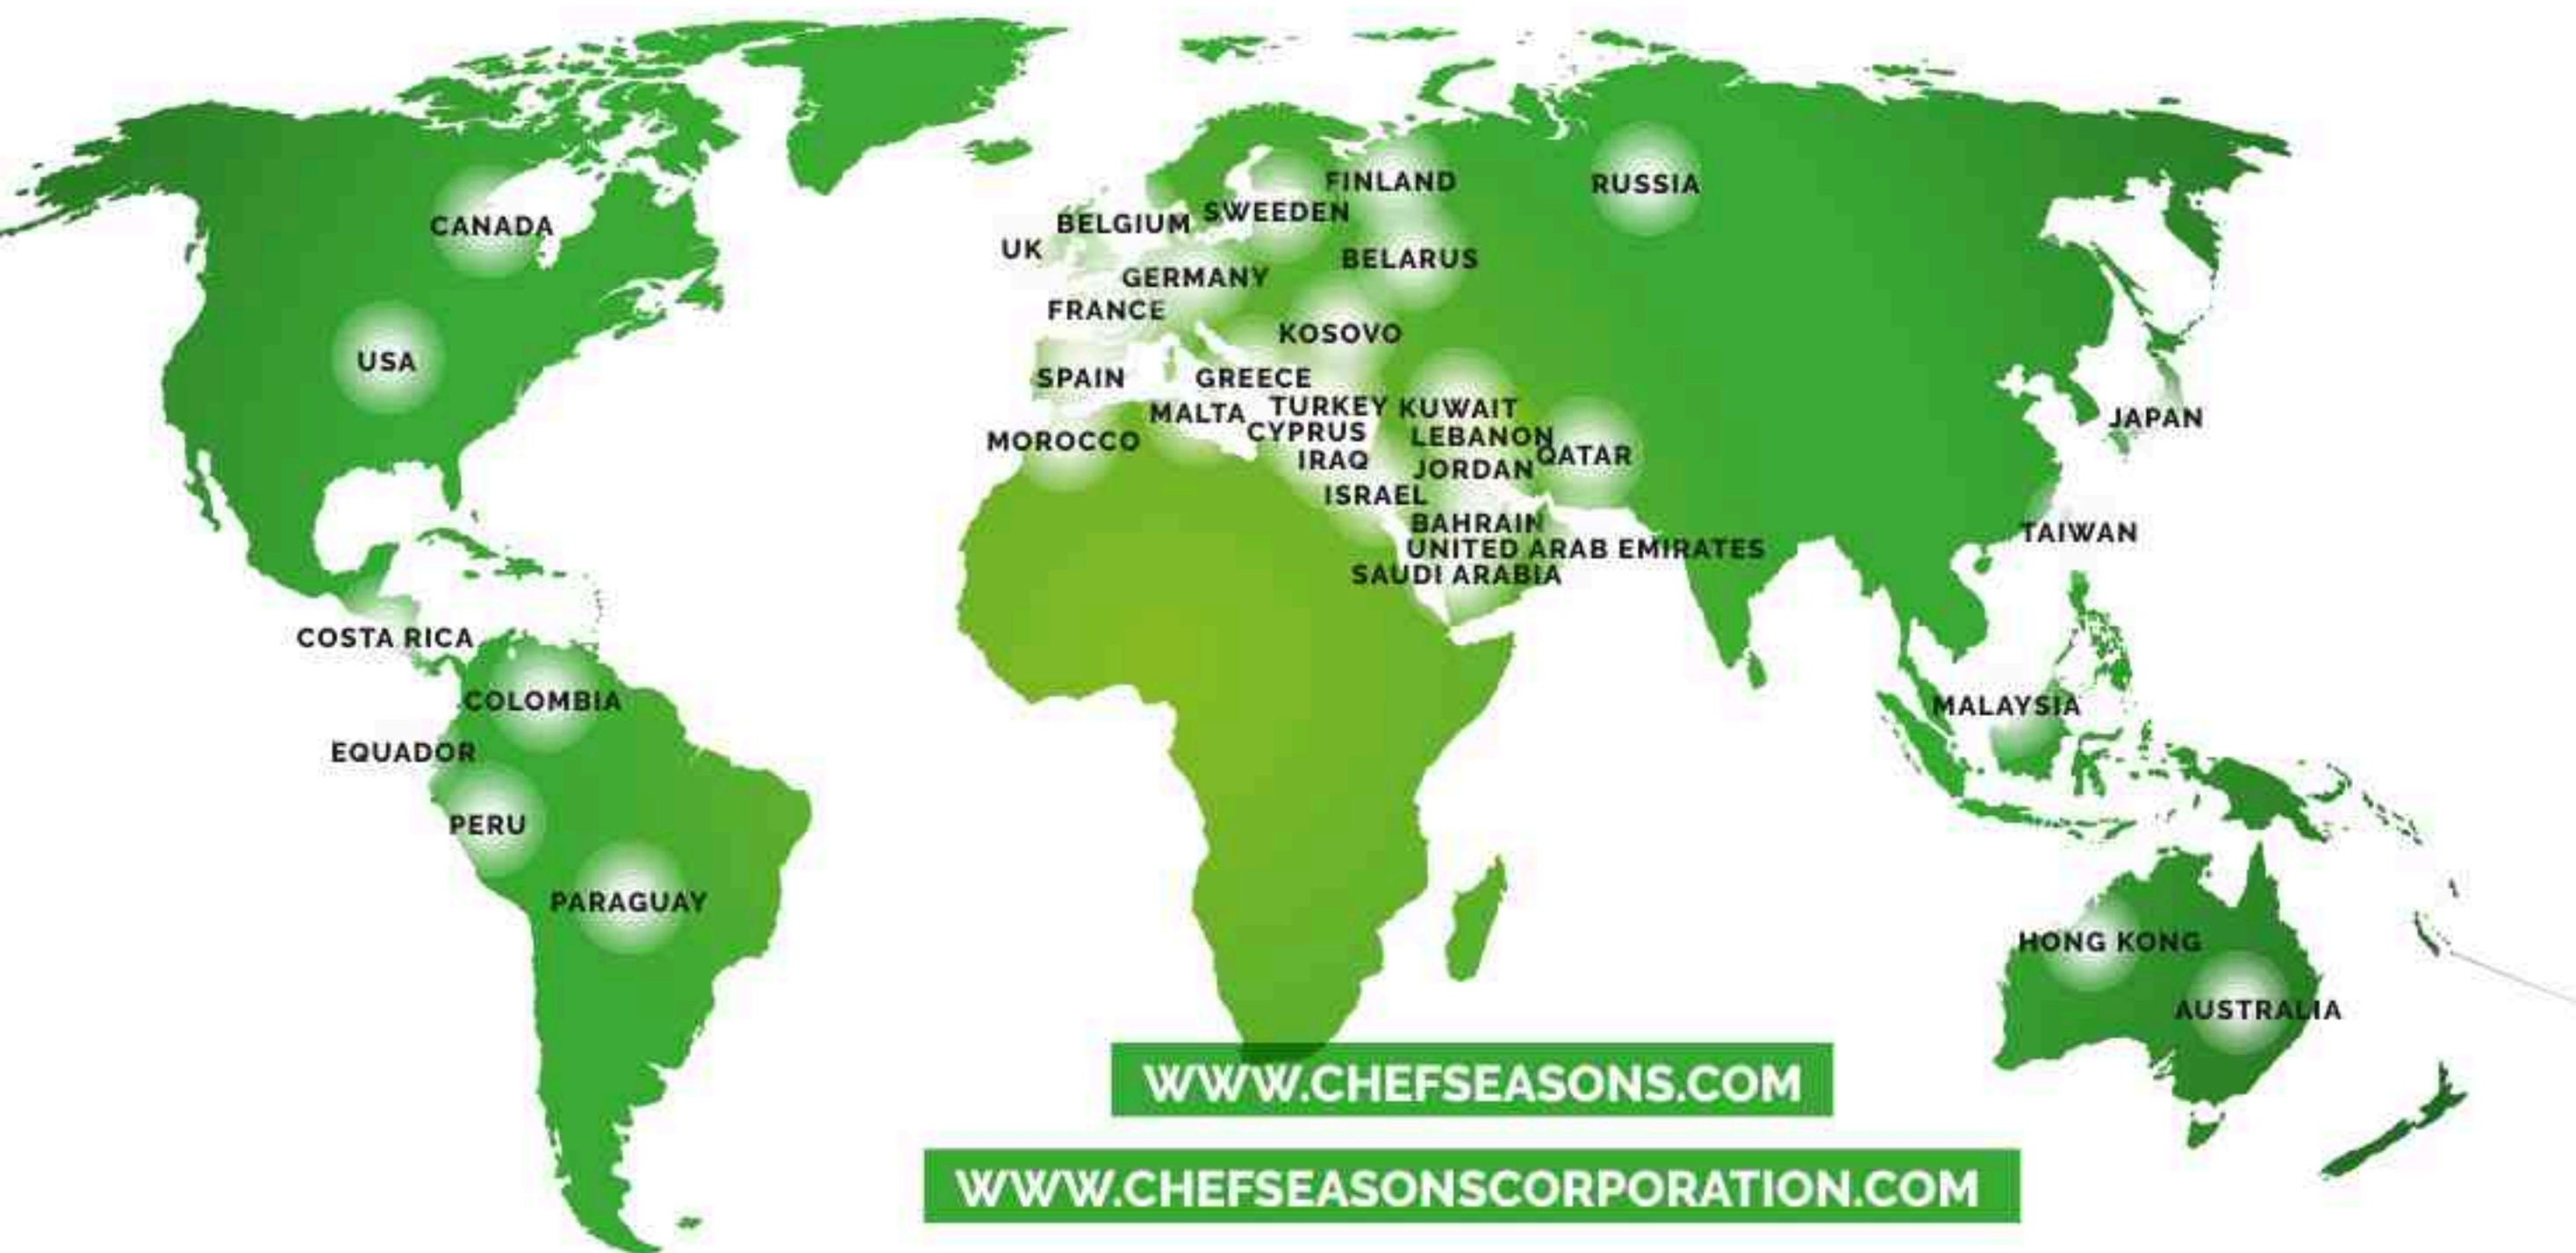 CANADA
USA
COSTA RICA
COLOMBIA
EQUADOR
PERU
PARAGUAY
FINLAND
SWEEDEN
BELGIUM
UK
BELARUS
GERMANY
FRANCE
KOSOVO
SPAIN
GREECE
MALTA
TURKEY
KUWAIT
MOROCCO
CYPRUS
LEBANON
IRAQ
JORDAN
QATAR
ISRAEL
BAHRAIN
UNITED ARAB EMIRATES
SAUDI ARABIA
RUSSIA
JAPAN
TAIWAN
MALAYSIA
HONG KONG
AUSTRALIA
WWW.CHEFSEASONS.COM
WWW.CHEFSEASONSCORPORATION.COM